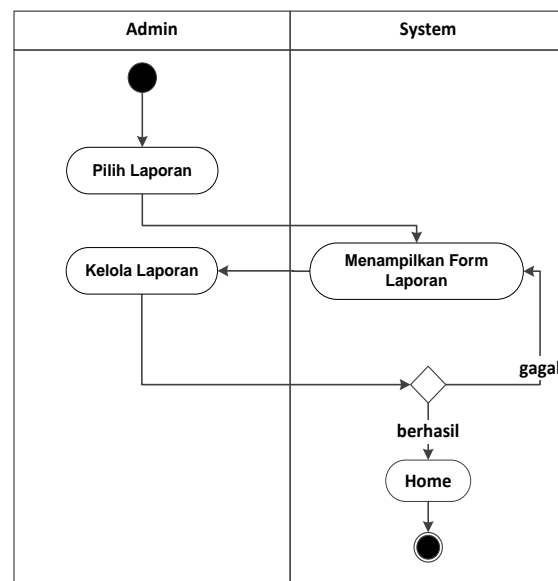 Admin
System
Pilih Laporan
Menampilkan Form
Laporan
Kelola Laporan
gagal
berhasil
Home